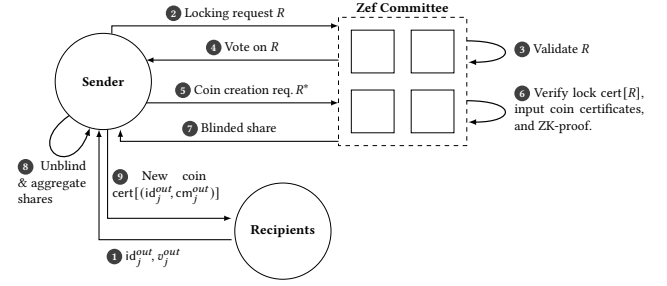 2 Locking request R
Zef Committee
4 Vote on R
3 Validate R
Sender
5 Coin creation req. R*
6 Verify lock cert[R],
input coin certificates,
and ZK-proof.
7 Blinded share
8 Unblind
& aggregate
shares
9 New coin
cert[(id_j^out, cm_j^out)]
Recipients
1 id_j^out, v_j^out